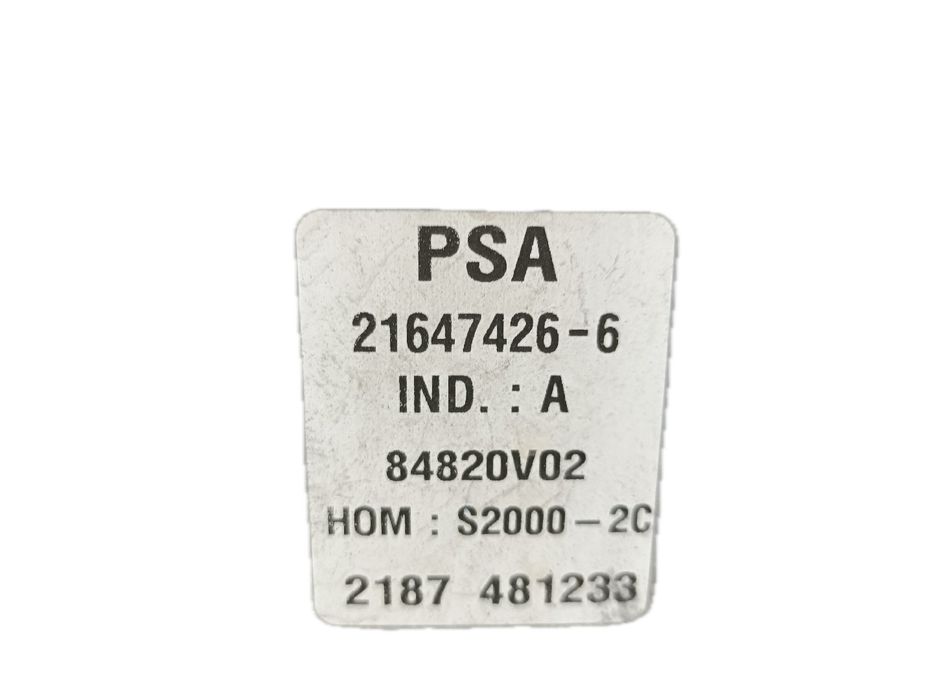 PSA
21647426-6
IND. : A
84820V02
HOM : S2000-2C
2187 481233